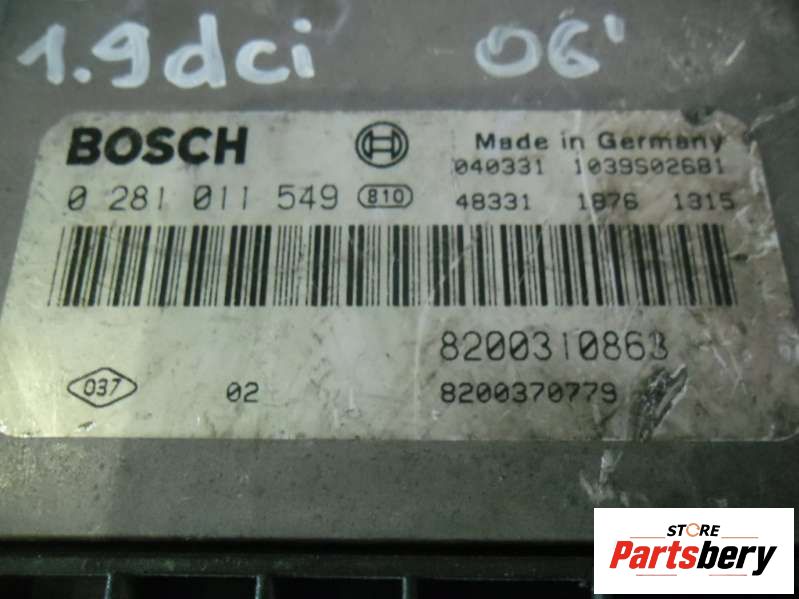 1.9dci 06'
BOSCH
Made in Germany
040331 1039S02681
0 281 011 549 810 48331 1876 1315
8200310863
037 02 8200370779
STORE
Partsbery